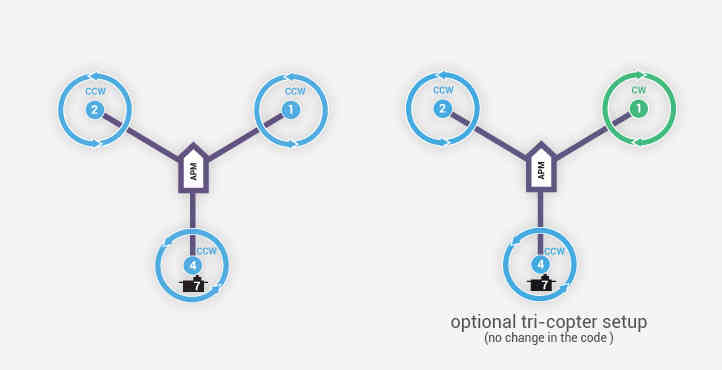 CCW
2
CCW
1
APM
CCW
4
7
CCW
2
CW
1
APM
CCW
4
7
optional tri-copter setup
(no change in the code )